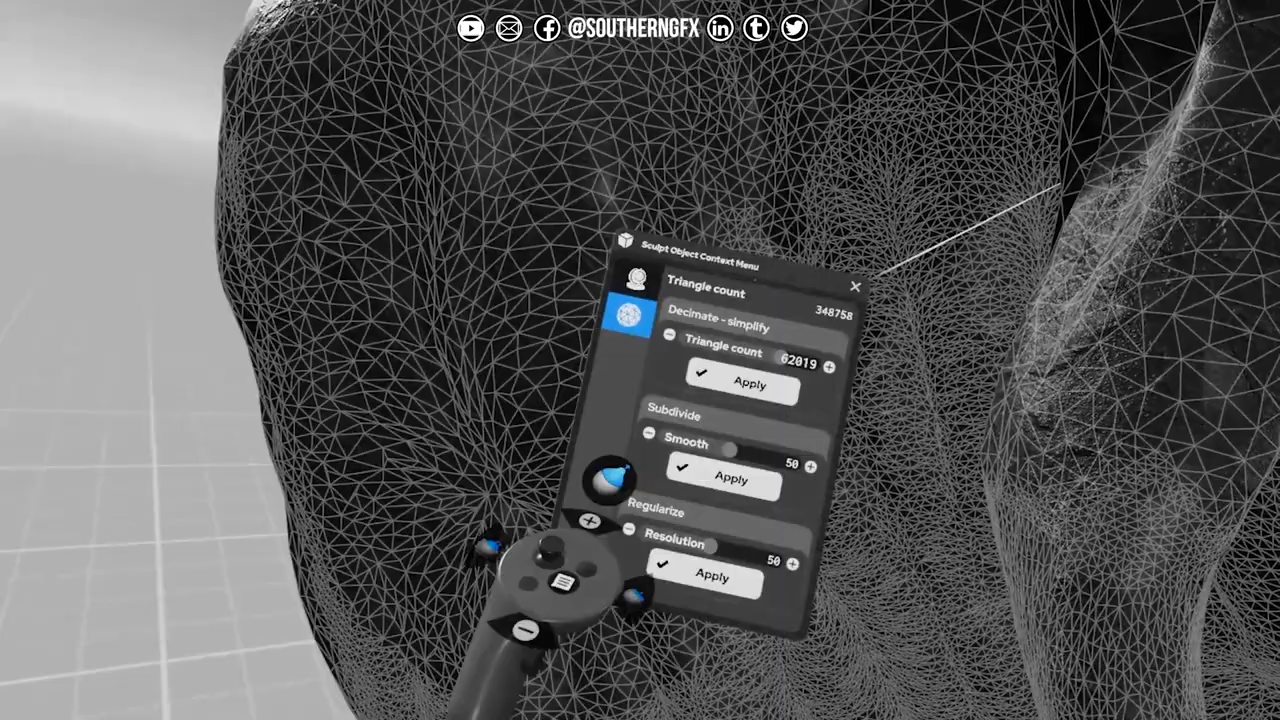 @SOUTHERNGFX
Sculpt Object Context Menu
Triangle count 348758
Decimate - simplify
Triangle count 62019
Apply
Subdivide
Smooth 50
Apply
Regularize
Resolution 50
Apply